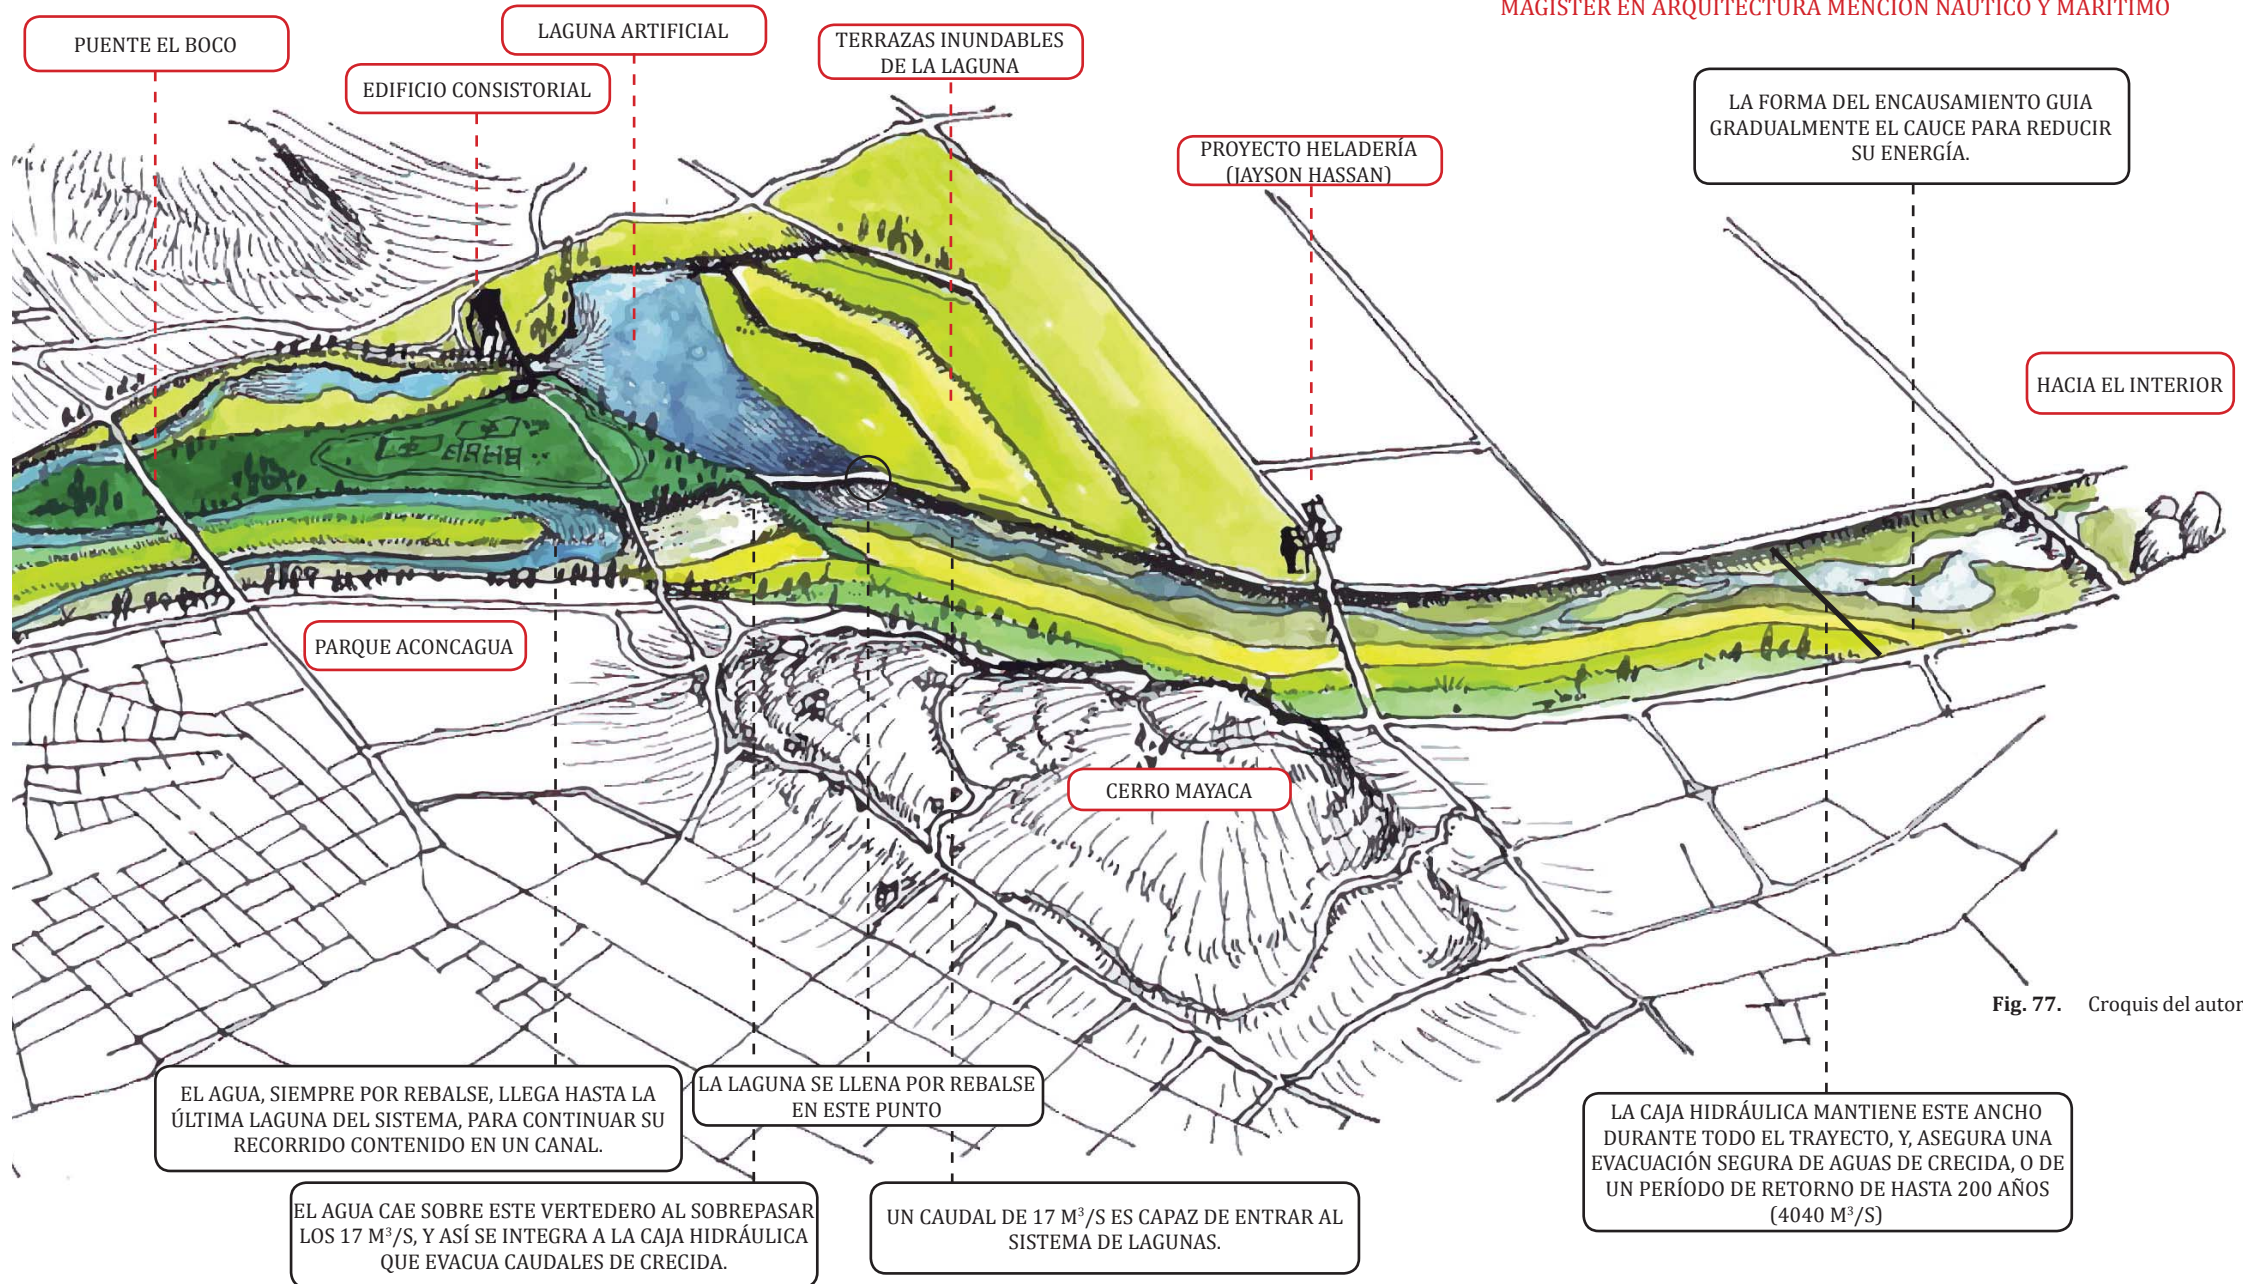 MAGISTER EN ARQUITECTURA MENCIÓN NÁUTICO Y MARÍTIMO
PUENTE EL BOCO
LAGUNA ARTIFICIAL
TERRAZAS INUNDABLES
DE LA LAGUNA
EDIFICIO CONSISTORIAL
LA FORMA DEL ENCAUSAMIENTO GUIA
GRADUALMENTE EL CAUCE PARA REDUCIR
SU ENERGÍA.
PROYECTO HELADERÍA
(JAYSON HASSAN)
HACIA EL INTERIOR
PARQUE ACONCAGUA
CERRO MAYACA
Fig. 77. Croquis del autor
EL AGUA, SIEMPRE POR REBALSE, LLEGA HASTA LA
ÚLTIMA LAGUNA DEL SISTEMA, PARA CONTINUAR SU
RECORRIDO CONTENIDO EN UN CANAL.
LA LAGUNA SE LLENA POR REBALSE
EN ESTE PUNTO
LA CAJA HIDRÁULICA MANTIENE ESTE ANCHO
DURANTE TODO EL TRAYECTO, Y, ASEGURA UNA
EVACUACIÓN SEGURA DE AGUAS DE CRECIDA, O DE
UN PERÍODO DE RETORNO DE HASTA 200 AÑOS
(4040 M³/S)
EL AGUA CAE SOBRE ESTE VERTEDERO AL SOBREPASAR
LOS 17 M³/S, Y ASÍ SE INTEGRA A LA CAJA HIDRÁULICA
QUE EVACUA CAUDALES DE CRECIDA.
UN CAUDAL DE 17 M³/S ES CAPAZ DE ENTRAR AL
SISTEMA DE LAGUNAS.